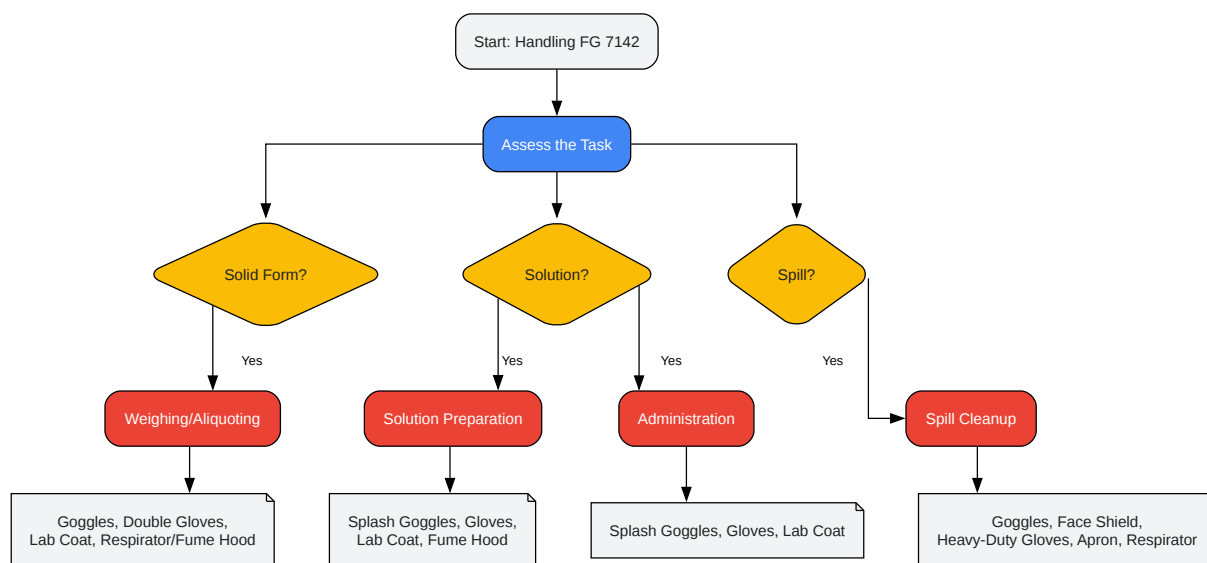 Start: Handling FG 7142
Assess the Task
Solid Form?
Solution?
Spill?
Yes
Yes
Yes
Yes
Weighing/Aliquoting
Solution Preparation
Administration
Spill Cleanup
Goggles, Double Gloves,
Lab Coat, Respirator/Fume Hood
Splash Goggles, Gloves,
Lab Coat, Fume Hood
Splash Goggles, Gloves, Lab Coat
Goggles, Face Shield,
Heavy-Duty Gloves, Apron, Respirator